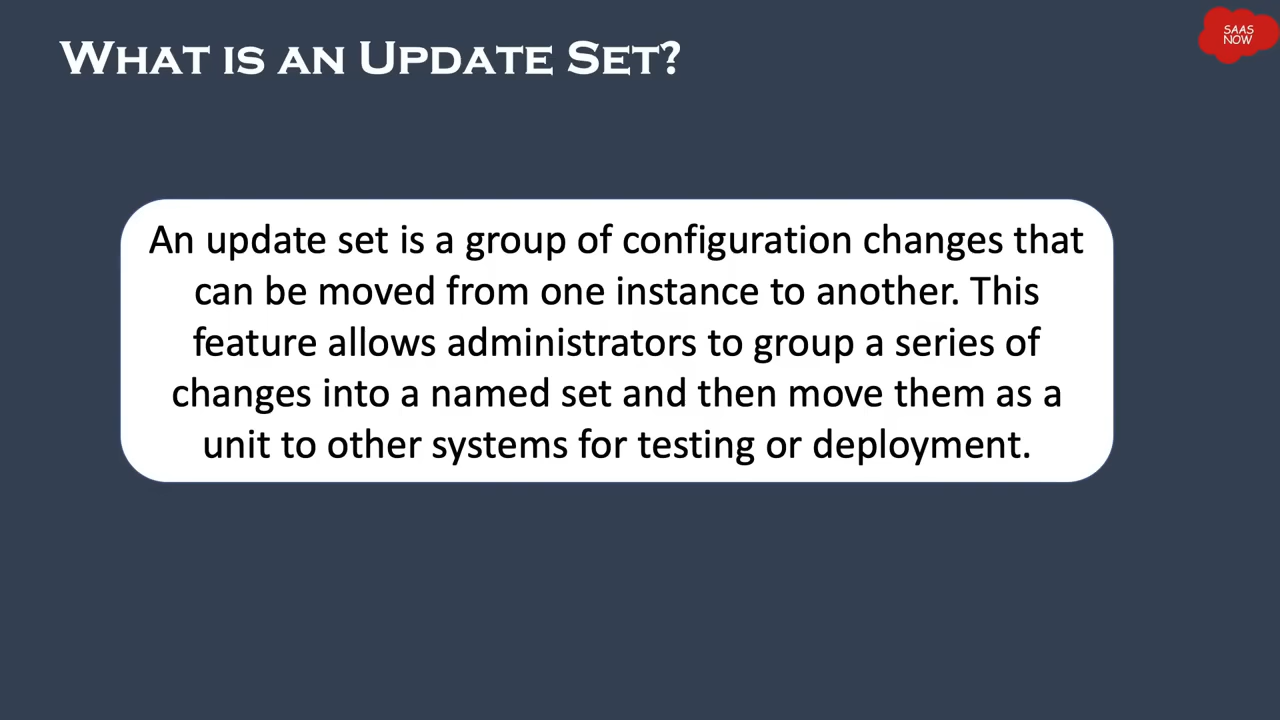 WHAT IS AN UPDATE SET?
SAAS
NOW
An update set is a group of configuration changes that
can be moved from one instance to another. This
feature allows administrators to group a series of
changes into a named set and then move them as a
unit to other systems for testing or deployment.